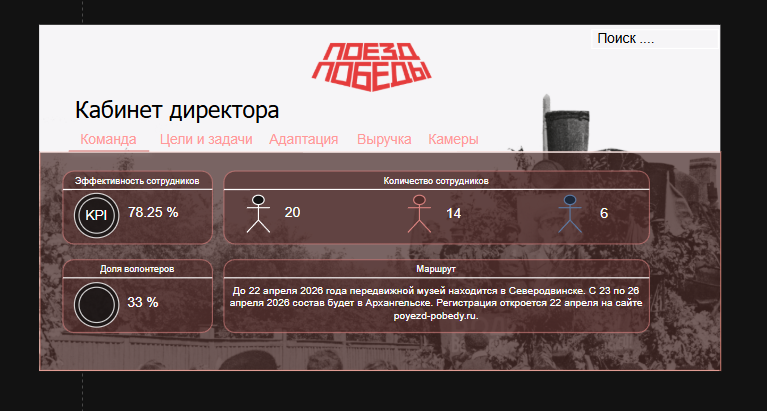 Поиск ....
ПОЕЗД
ПОБЕДЫ
Кабинет директора
Команда Цели и задачи Адаптация Выручка Камеры
Эффективность сотрудников
KPI 78.25 %
Количество сотрудников
20 14 6
Доля волонтеров
33 %
Маршрут
До 22 апреля 2026 года передвижной музей находится в Северодвинске. С 23 по 26
апреля 2026 состав будет в Архангельске. Регистрация откроется 22 апреля на сайте
poyezd-pobedy.ru.